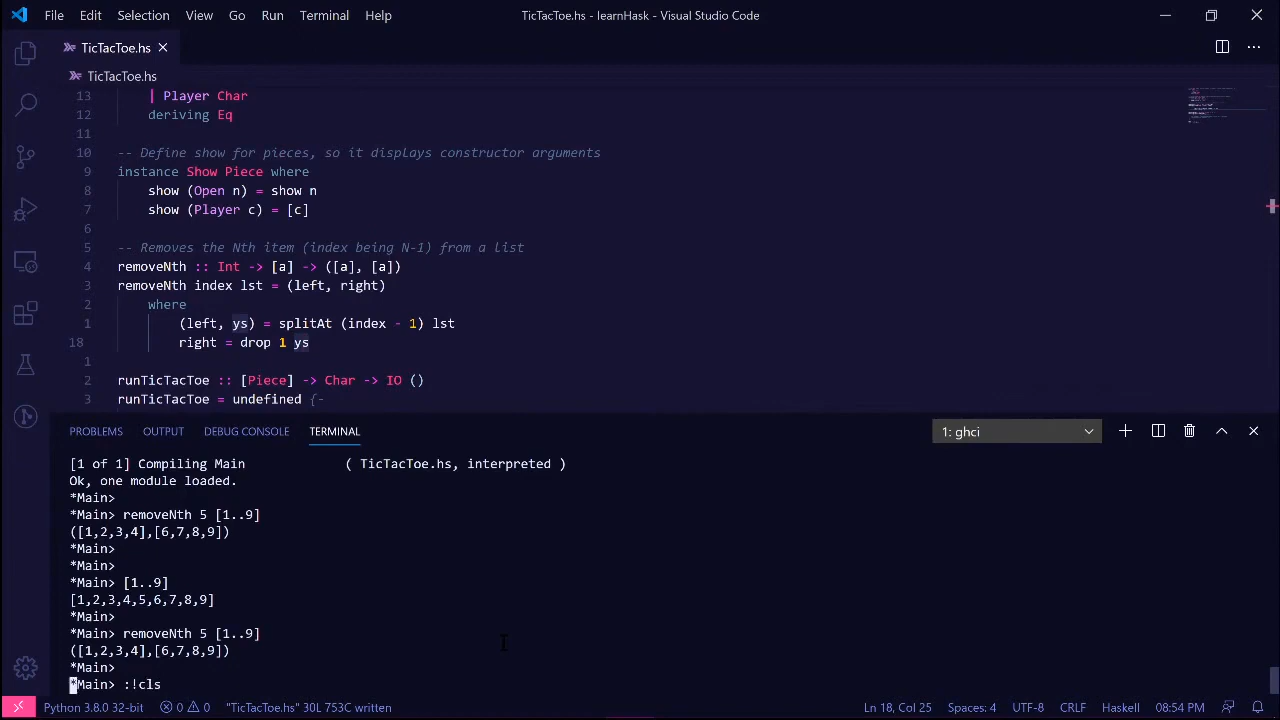 File Edit Selection View Go Run Terminal Help TicTacToe.hs - learnHask - Visual Studio Code
TicTacToe.hs
TicTacToe.hs
13 | Player Char
12 deriving Eq
11
10 -- Define show for pieces, so it displays constructor arguments
9 instance Show Piece where
8 show (Open n) = show n
7 show (Player c) = [c]
6
5 -- Removes the Nth item (index being N-1) from a list
4 removeNth :: Int -> [a] -> ([a], [a])
3 removeNth index lst = (left, right)
2 where
1 (left, ys) = splitAt (index - 1) lst
18 right = drop 1 ys
1
2 runTicTacToe :: [Piece] -> Char -> IO ()
3 runTicTacToe = undefined {-
PROBLEMS OUTPUT DEBUG CONSOLE TERMINAL 1: ghci
[1 of 1] Compiling Main ( TicTacToe.hs, interpreted )
Ok, one module loaded.
*Main>
*Main> removeNth 5 [1..9]
([1,2,3,4],[6,7,8,9])
*Main>
*Main>
*Main> [1..9]
[1,2,3,4,5,6,7,8,9]
*Main>
*Main> removeNth 5 [1..9]
([1,2,3,4],[6,7,8,9])
*Main>
*Main> :!cls
Python 3.8.0 32-bit 0 0 "TicTacToe.hs" 30L 753C written Ln 18, Col 25 Spaces: 4 UTF-8 CRLF Haskell 08:54 PM